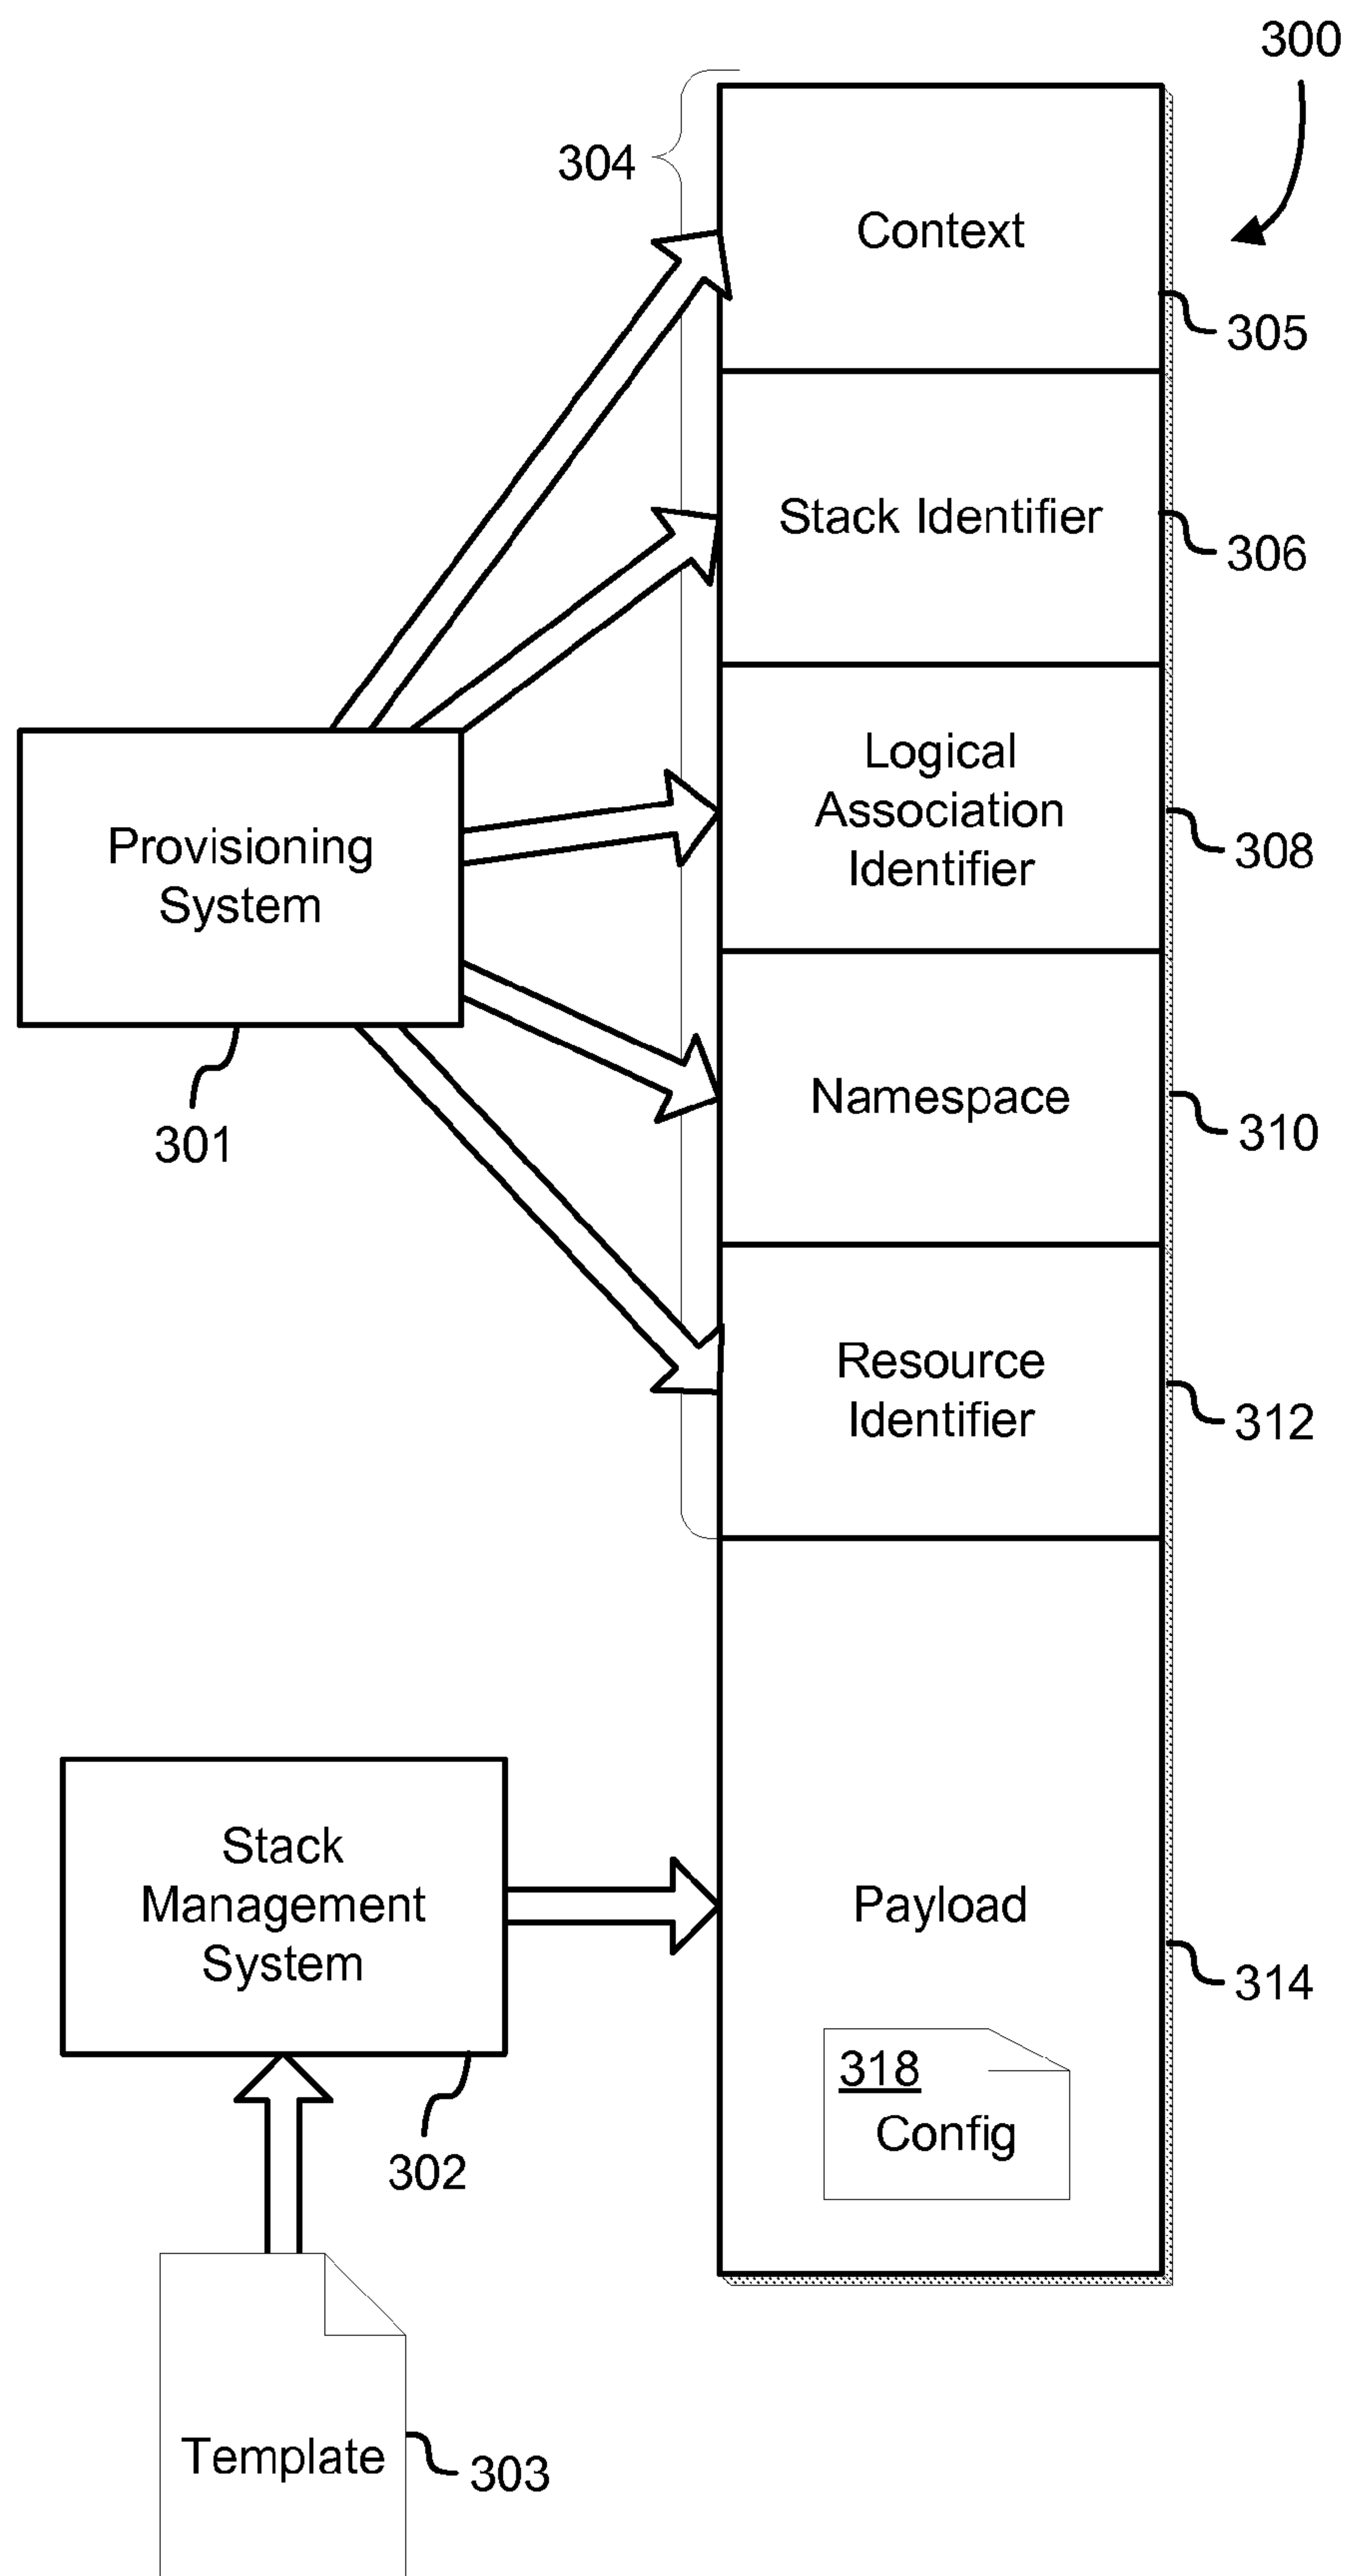 300
304
Context
305
Stack Identifier
306
Logical
Association
Identifier
308
Provisioning
System
301
Namespace
310
Resource
Identifier
312
Stack
Management
System
302
Payload
314
318
Config
Template
303